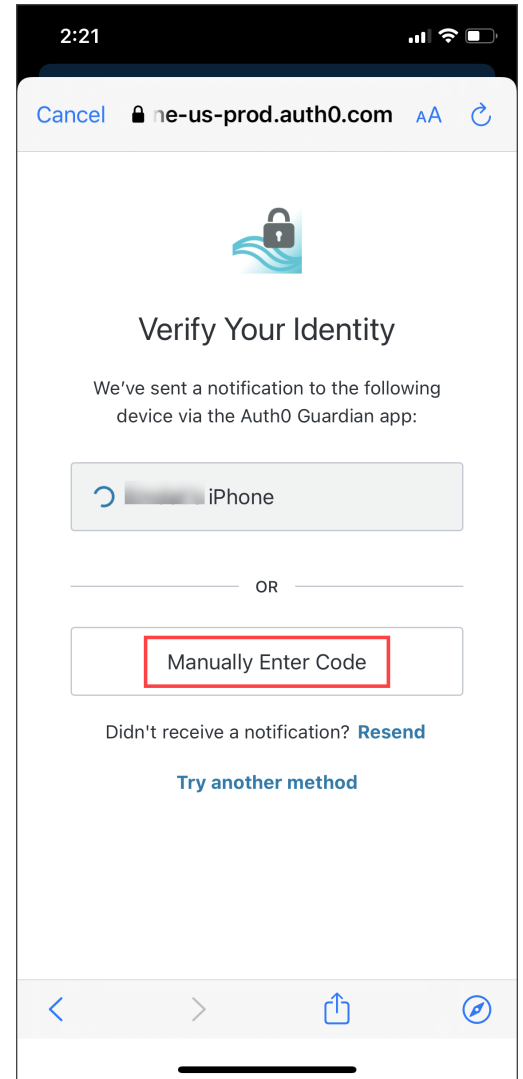 2:21
Cancel ne-us-prod.auth0.com AA
Verify Your Identity
We've sent a notification to the following
device via the Auth0 Guardian app:
iPhone
OR
Manually Enter Code
Didn't receive a notification? Resend
Try another method